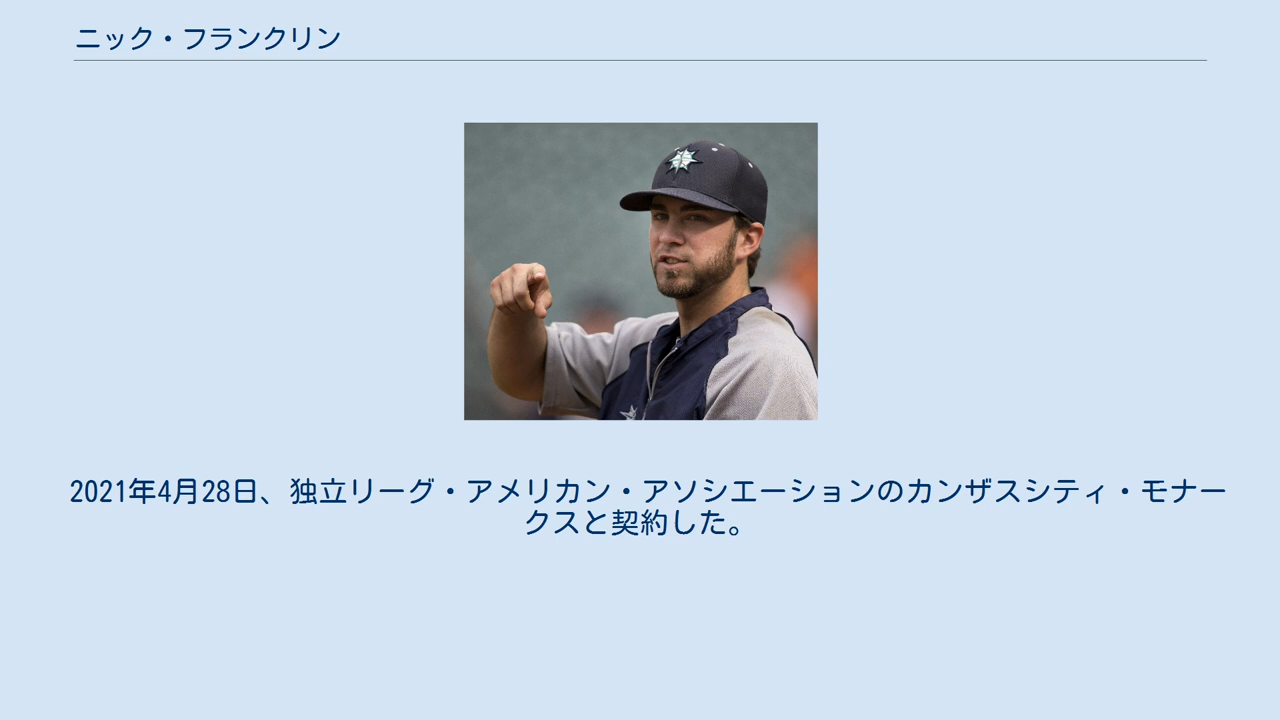 ニック・フランクリン
2021年4月28日、独立リーグ・アメリカン・アソシエーションのカンザスシティ・モナー
クスと契約した。